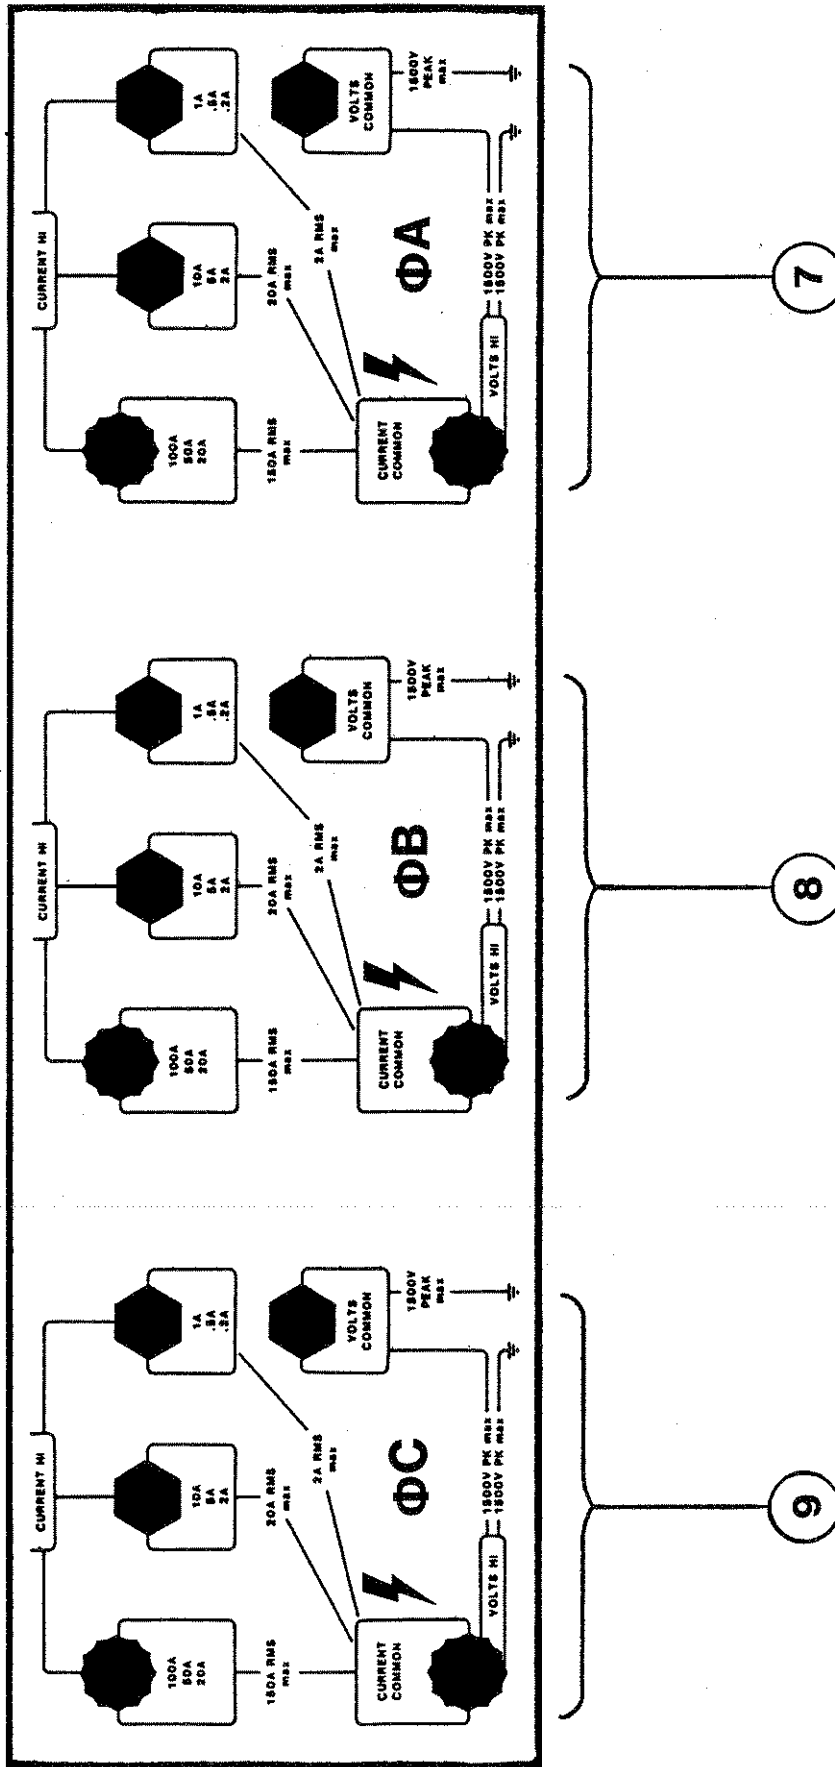 CURRENT HI
100A
50A
20A
10A
5A
2A
1A
.5A
.2A
150A RMS
max
20A RMS
max
2A RMS
max
CURRENT
COMMON
VOLTS
COMMON
ΦC
1500V
PEAK
max
VOLTS HI
1500V PK max
1500V PK max
9
CURRENT HI
100A
50A
20A
10A
5A
2A
1A
.5A
.2A
150A RMS
max
20A RMS
max
2A RMS
max
CURRENT
COMMON
VOLTS
COMMON
ΦB
1500V
PEAK
max
VOLTS HI
1500V PK max
1500V PK max
8
CURRENT HI
100A
50A
20A
10A
5A
2A
1A
.5A
.2A
150A RMS
max
20A RMS
max
2A RMS
max
CURRENT
COMMON
VOLTS
COMMON
ΦA
1500V
PEAK
max
VOLTS HI
1500V PK max
1500V PK max
7